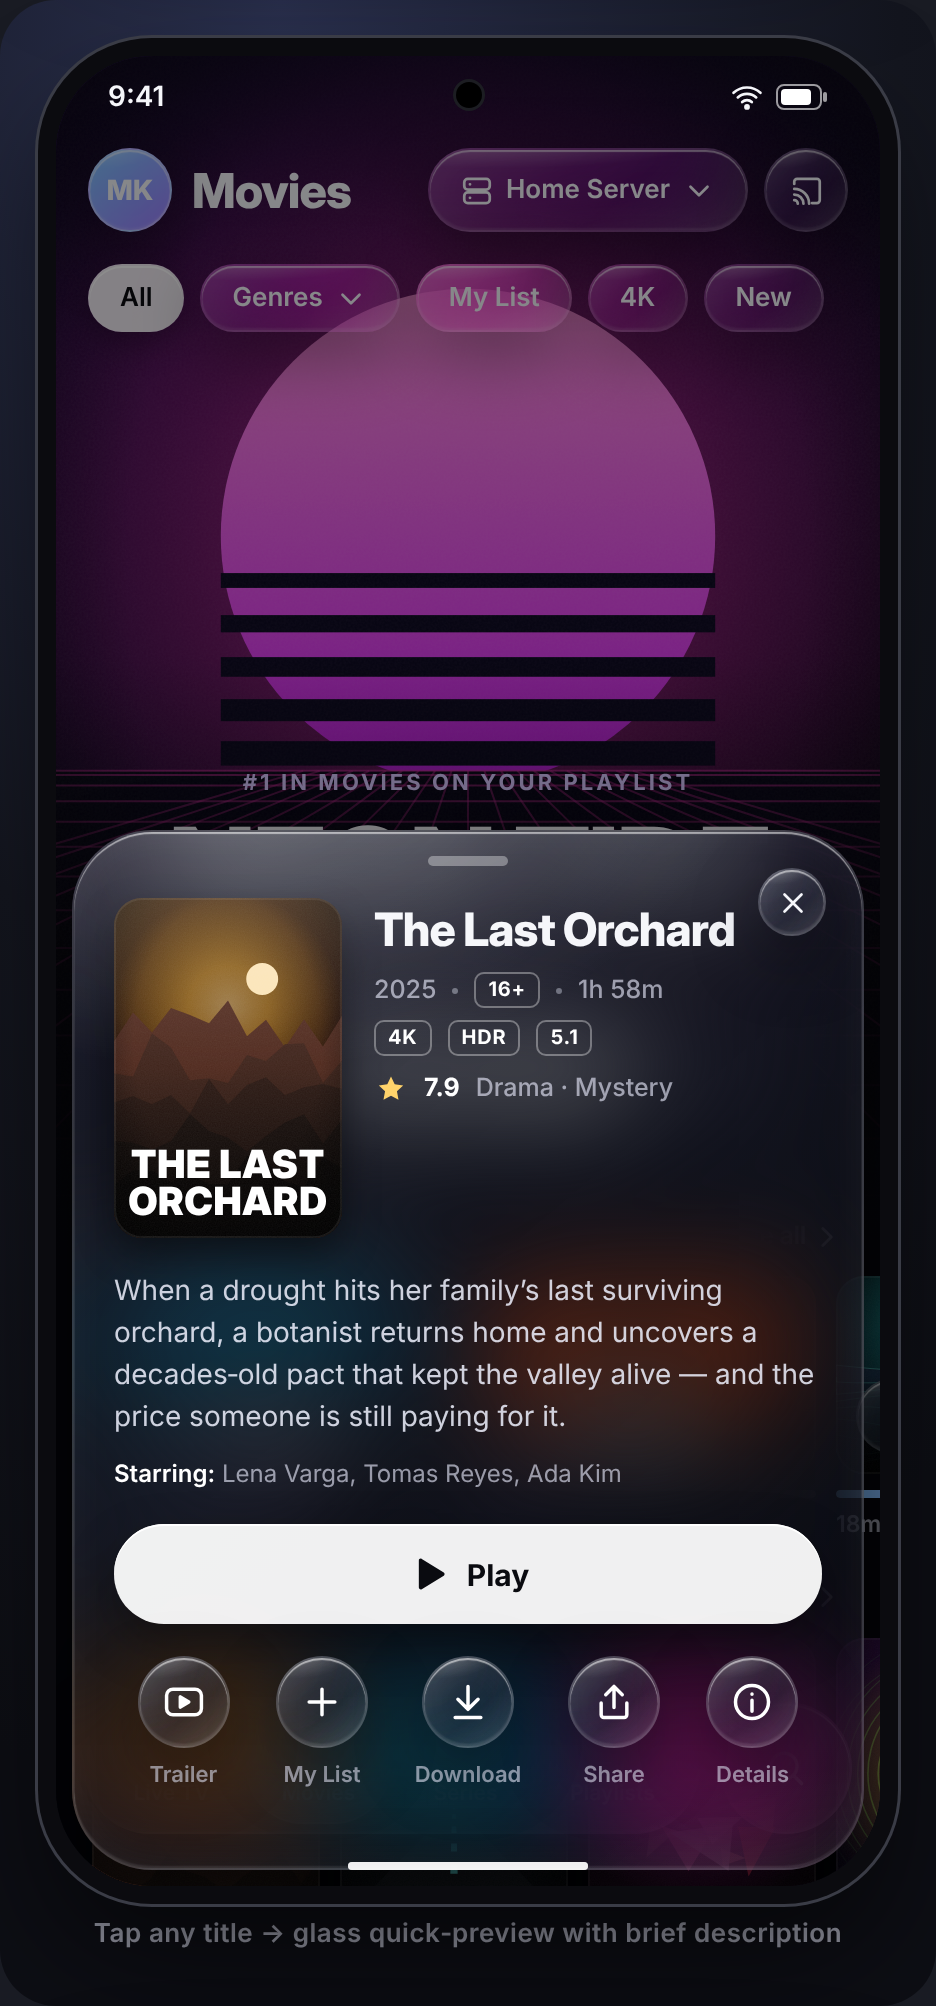 9:41
MK
Movies
Home Server
All
Genres
My List
4K
New
#1 IN MOVIES ON YOUR PLAYLIST
The Last Orchard
2025 • 16+ • 1h 58m
4K HDR 5.1
7.9 Drama · Mystery
THE LAST
ORCHARD
When a drought hits her family’s last surviving
orchard, a botanist returns home and uncovers a
decades-old pact that kept the valley alive — and the
price someone is still paying for it.
Starring: Lena Varga, Tomas Reyes, Ada Kim
18m
Play
Trailer
My List
Download
Share
Details
Tap any title → glass quick-preview with brief description